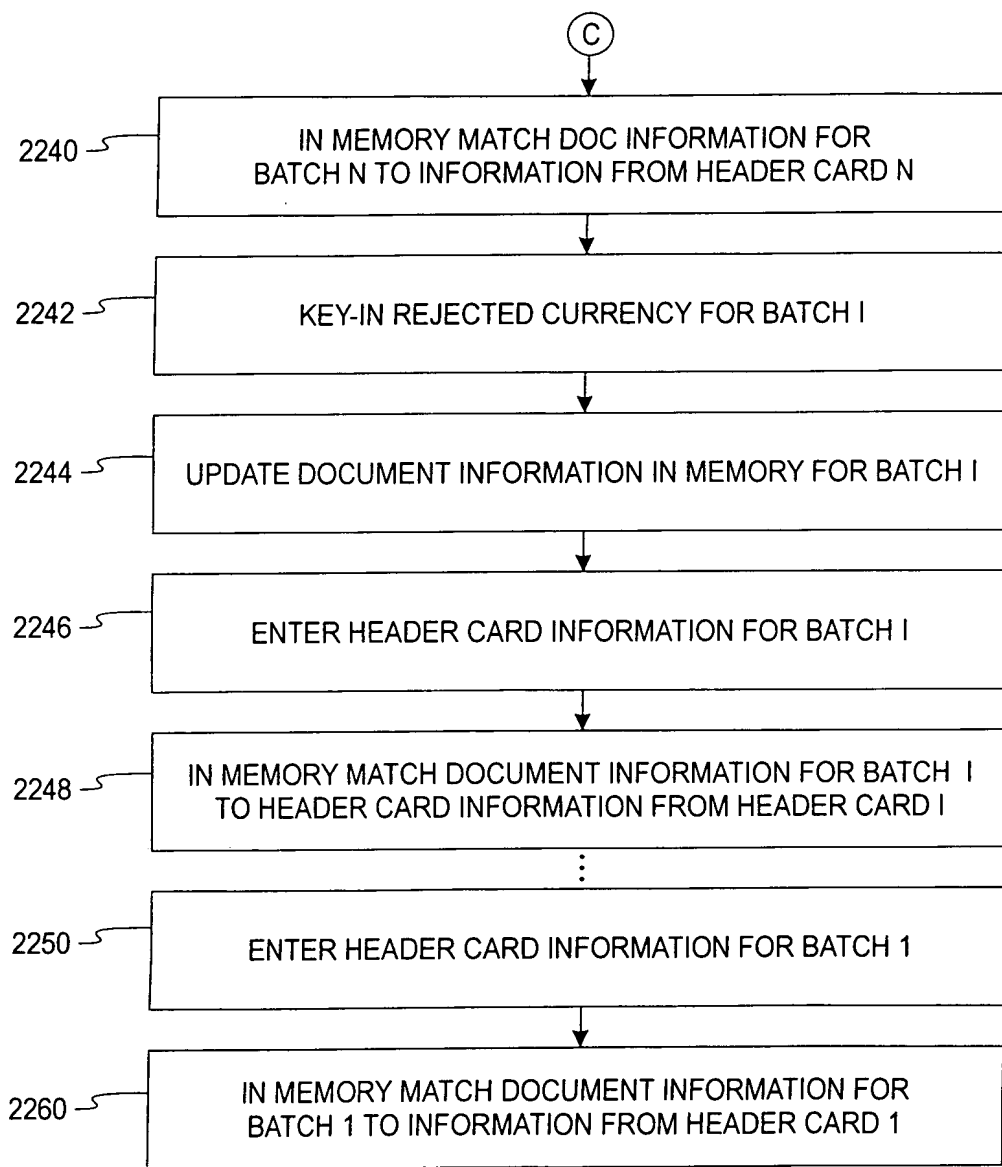 C
2240
IN MEMORY MATCH DOC INFORMATION FOR
BATCH N TO INFORMATION FROM HEADER CARD N
2242
KEY-IN REJECTED CURRENCY FOR BATCH I
2244
UPDATE DOCUMENT INFORMATION IN MEMORY FOR BATCH I
2246
ENTER HEADER CARD INFORMATION FOR BATCH I
2248
IN MEMORY MATCH DOCUMENT INFORMATION FOR BATCH I
TO HEADER CARD INFORMATION FROM HEADER CARD I
2250
ENTER HEADER CARD INFORMATION FOR BATCH 1
2260
IN MEMORY MATCH DOCUMENT INFORMATION FOR
BATCH 1 TO INFORMATION FROM HEADER CARD 1